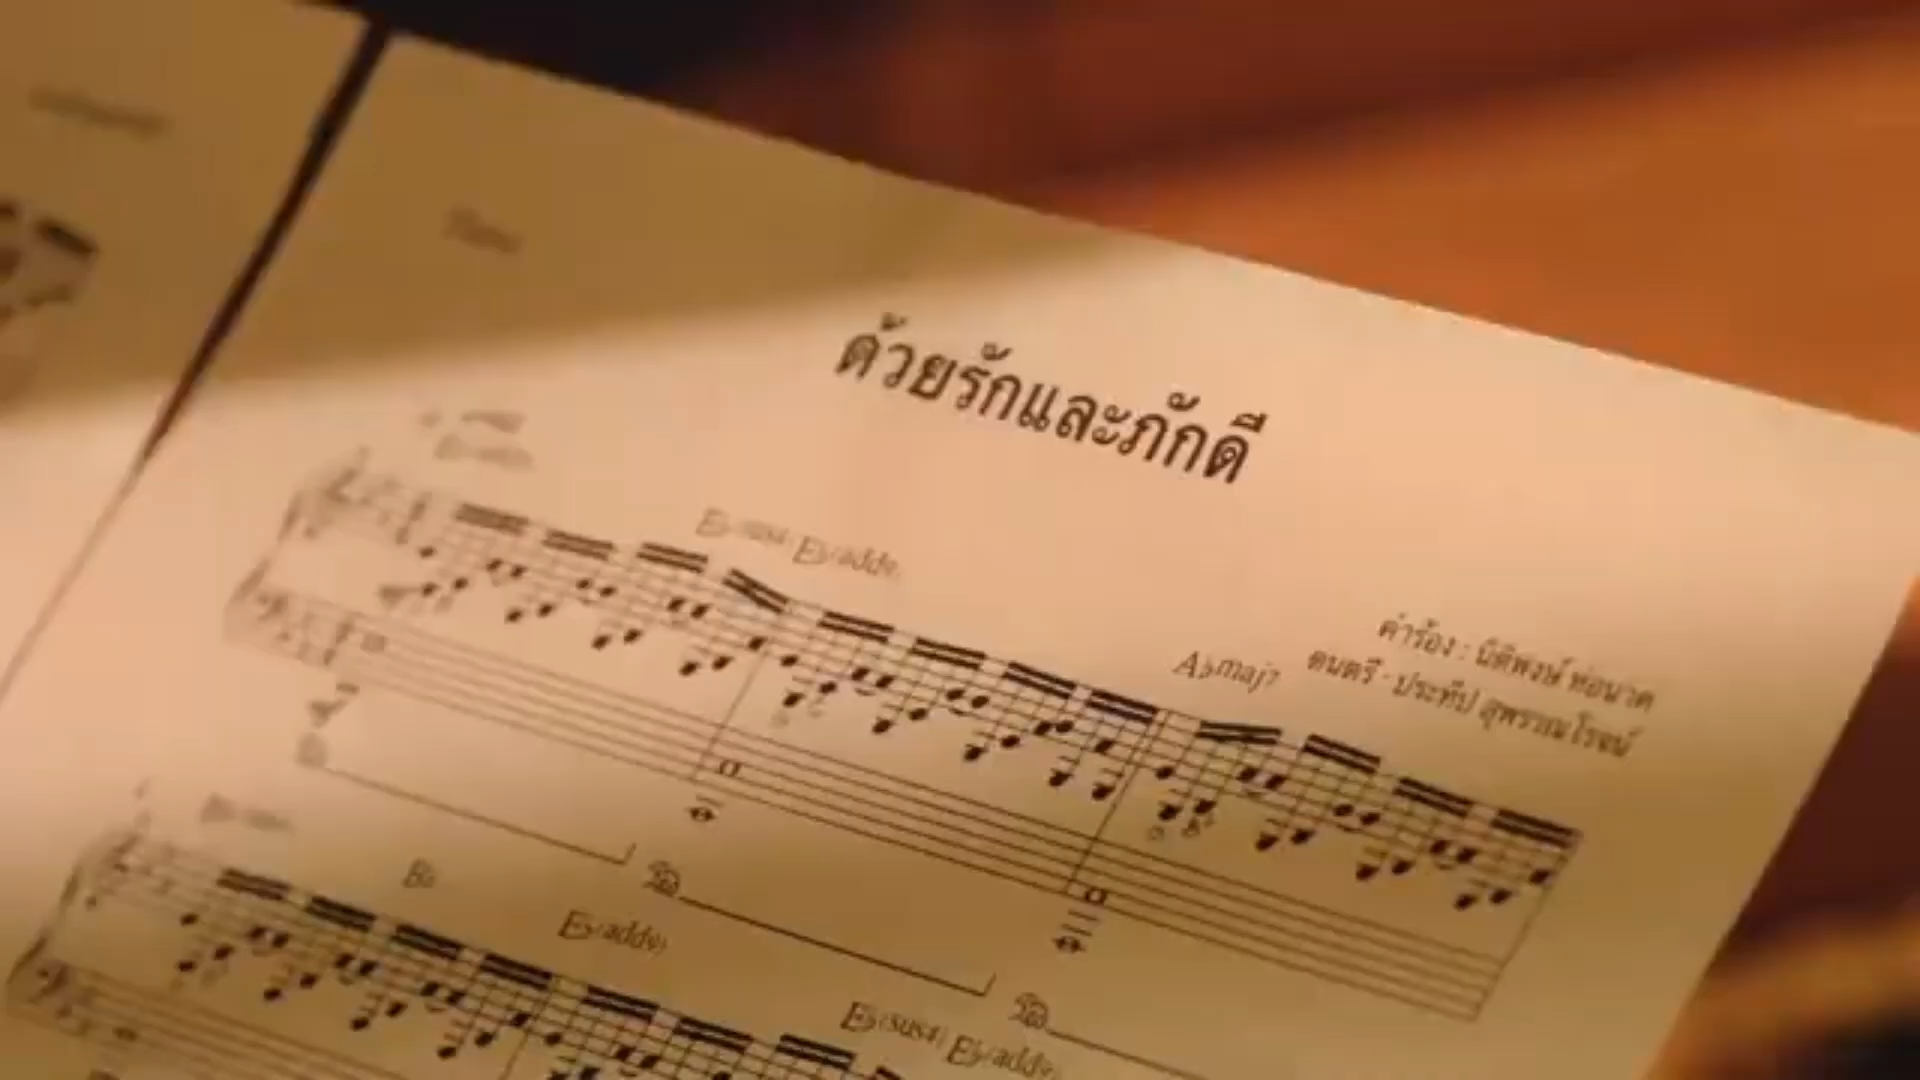 ด้วยรักและภักดี
E♭(sus4) E♭(add9)
คำร้อง : นิติพงษ์ ห่อนาค
A♭maj7
ดนตรี : ประทีป สุพรรณโรจน์
B♭
E♭(add9)
E♭(sus4) E♭(add9)